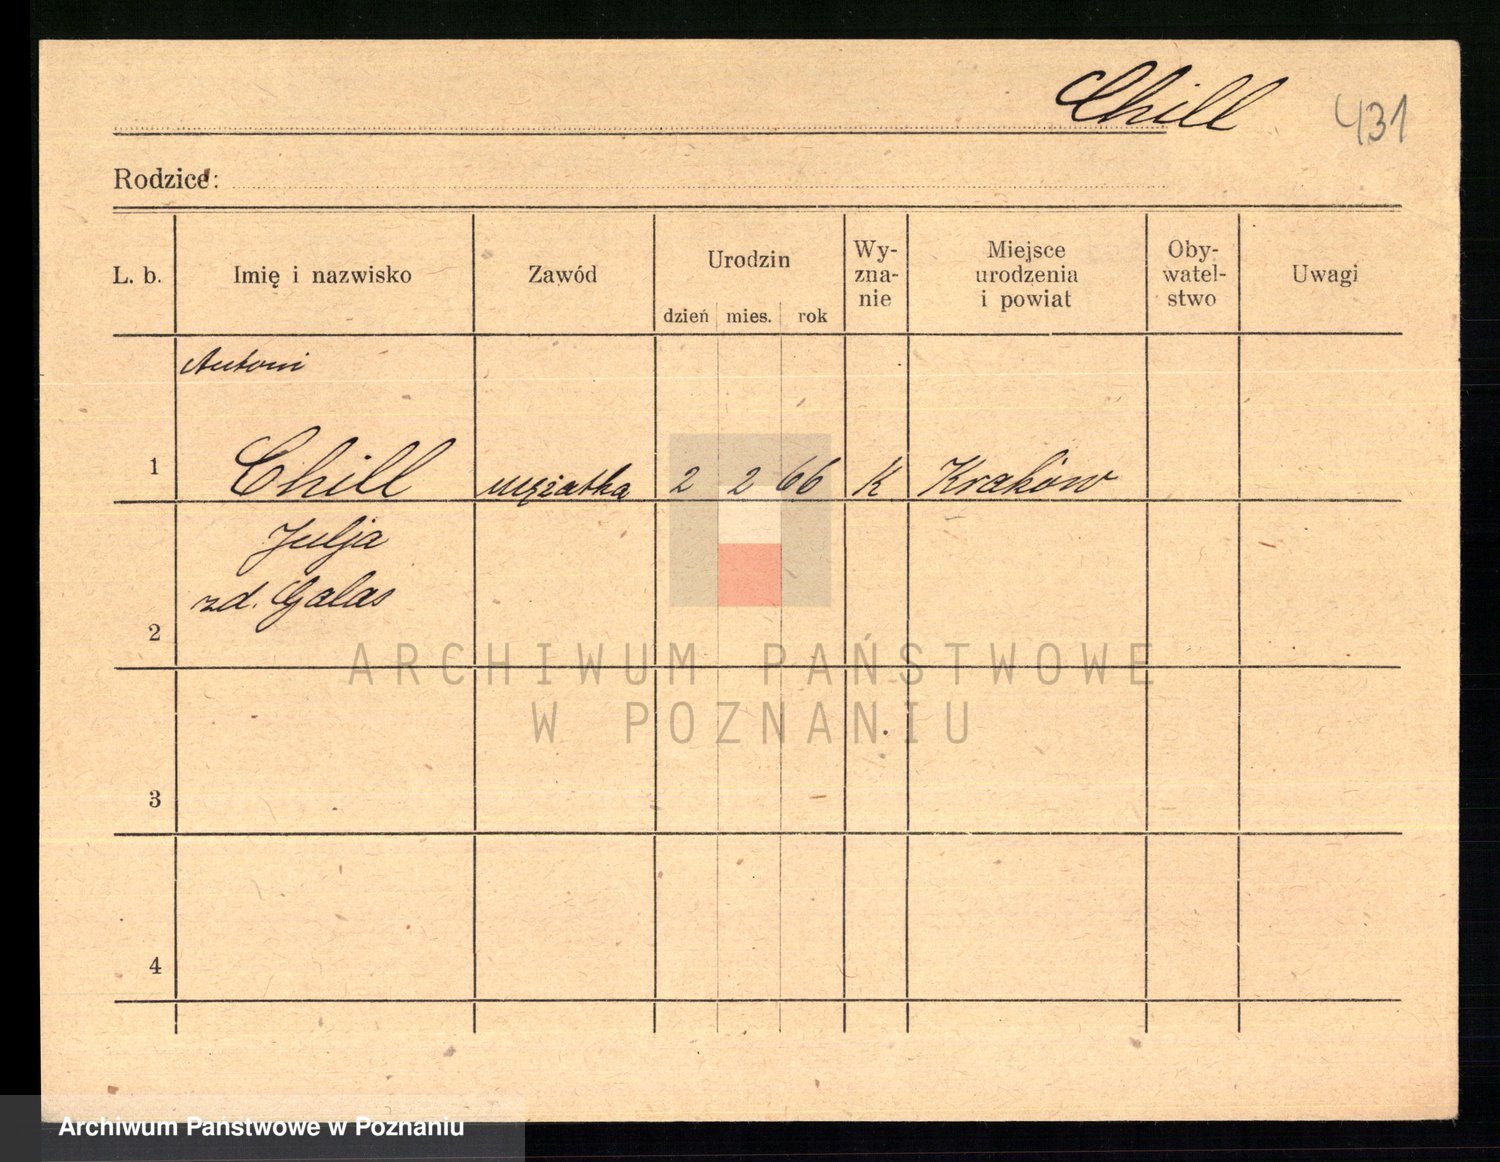 Chill 431
Rodzice:
L. b. Imię i nazwisko Zawód Urodzin dzień mies. rok Wy-zna-nie Miejsce urodzenia i powiat Oby-watel-stwo Uwagi
Antoni
1 Chill mężatka 2 2 66 K Kraków
Julja
zd. Galas
2
ARCHIWUM PAŃSTWOWE
W POZNANIU
3
4
Archiwum Państwowe w Poznaniu